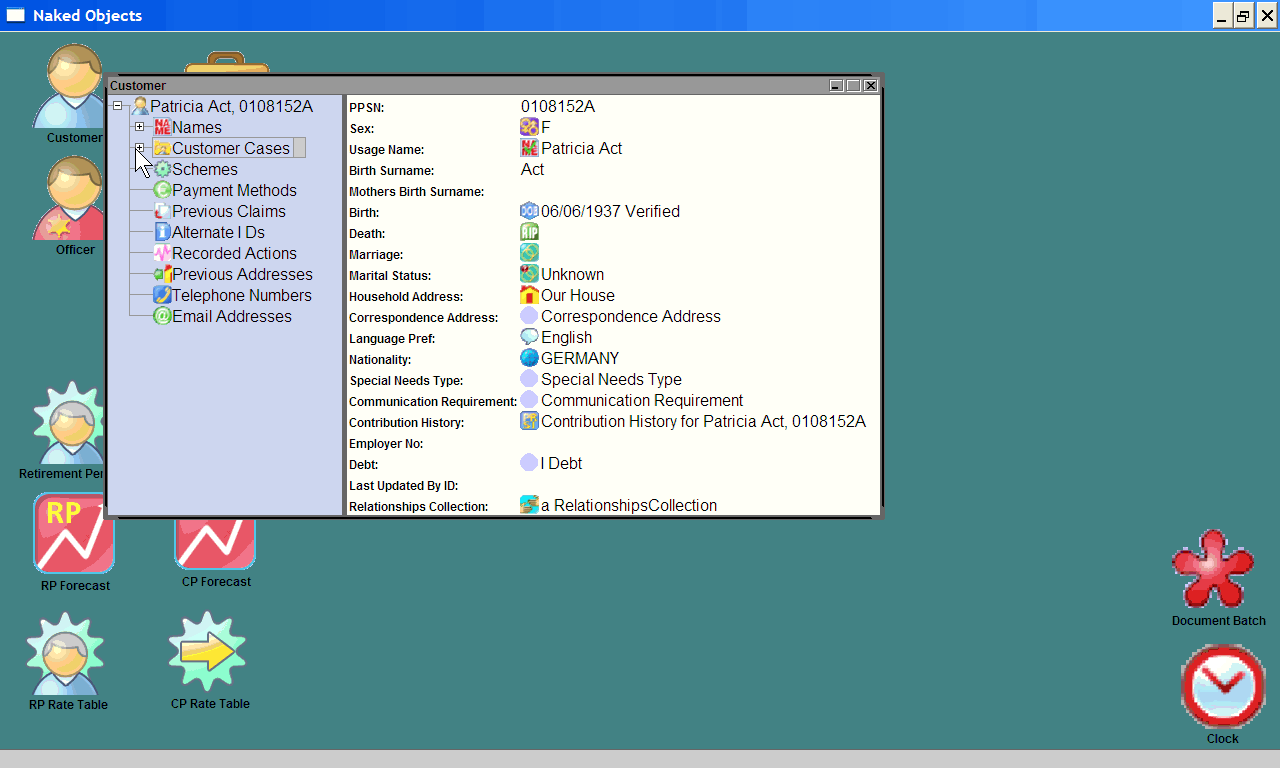 Naked Objects
Customer
Officer
Retirement Pe
RP
RP Forecast
CP Forecast
RP Rate Table
CP Rate Table
Document Batch
Clock
Customer
Patricia Act, 0108152A
NAME Names
Customer Cases
Schemes
Payment Methods
Previous Claims
Alternate I Ds
Recorded Actions
Previous Addresses
Telephone Numbers
@ Email Addresses
PPSN: 0108152A
Sex: F
Usage Name: NAME Patricia Act
Birth Surname: Act
Mothers Birth Surname:
Birth: DOB 06/06/1937 Verified
Death: RIP
Marriage:
Marital Status: Unknown
Household Address: Our House
Correspondence Address: Correspondence Address
Language Pref: English
Nationality: GERMANY
Special Needs Type: Special Needs Type
Communication Requirement: Communication Requirement
Contribution History: Contribution History for Patricia Act, 0108152A
Employer No:
Debt: I Debt
Last Updated By ID:
Relationships Collection: a RelationshipsCollection